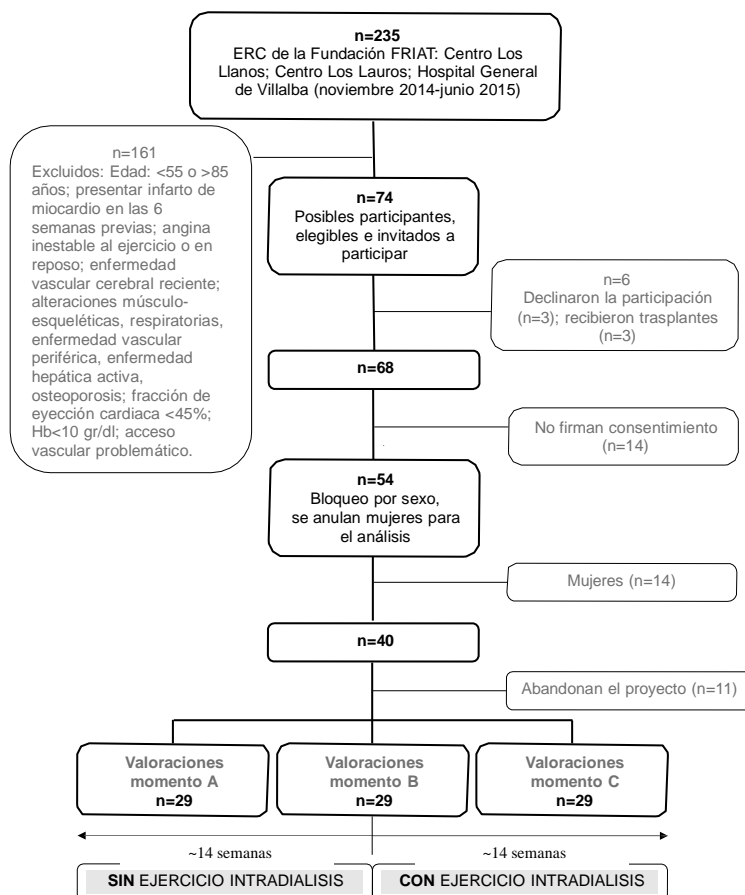 n=235
ERC de la Fundación FRIAT: Centro Los
Llanos; Centro Los Lauros; Hospital General
de Villalba (noviembre 2014-junio 2015)
n=161
Excluidos: Edad: <55 o >85
años; presentar infarto de
miocardio en las 6
semanas previas; angina
inestable al ejercicio o en
reposo; enfermedad
vascular cerebral reciente;
alteraciones músculo-
esqueléticas, respiratorias,
enfermedad vascular
periférica, enfermedad
hepática activa,
osteoporosis; fracción de
eyección cardiaca <45%;
Hb<10 gr/dl; acceso
vascular problemático.
n=74
Posibles participantes,
elegibles e invitados a
participar
n=6
Declinaron la participación
(n=3); recibieron trasplantes
(n=3)
n=68
No firman consentimiento
(n=14)
n=54
Bloqueo por sexo,
se anulan mujeres para
el análisis
Mujeres (n=14)
n=40
Abandonan el proyecto (n=11)
Valoraciones
momento A
n=29
Valoraciones
momento B
n=29
Valoraciones
momento C
n=29
~14 semanas
~14 semanas
SIN EJERCICIO INTRADIALISIS
CON EJERCICIO INTRADIALISIS